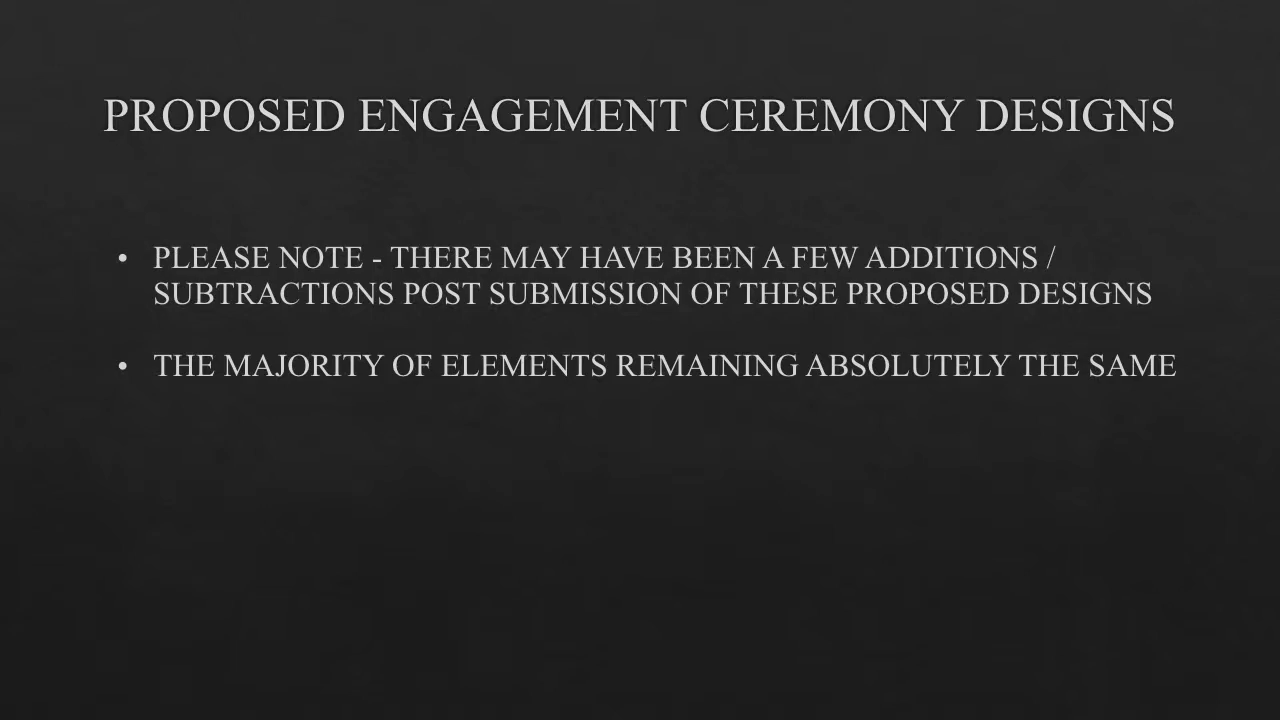 PROPOSED ENGAGEMENT CEREMONY DESIGNS
• PLEASE NOTE - THERE MAY HAVE BEEN A FEW ADDITIONS /
SUBTRACTIONS POST SUBMISSION OF THESE PROPOSED DESIGNS
• THE MAJORITY OF ELEMENTS REMAINING ABSOLUTELY THE SAME